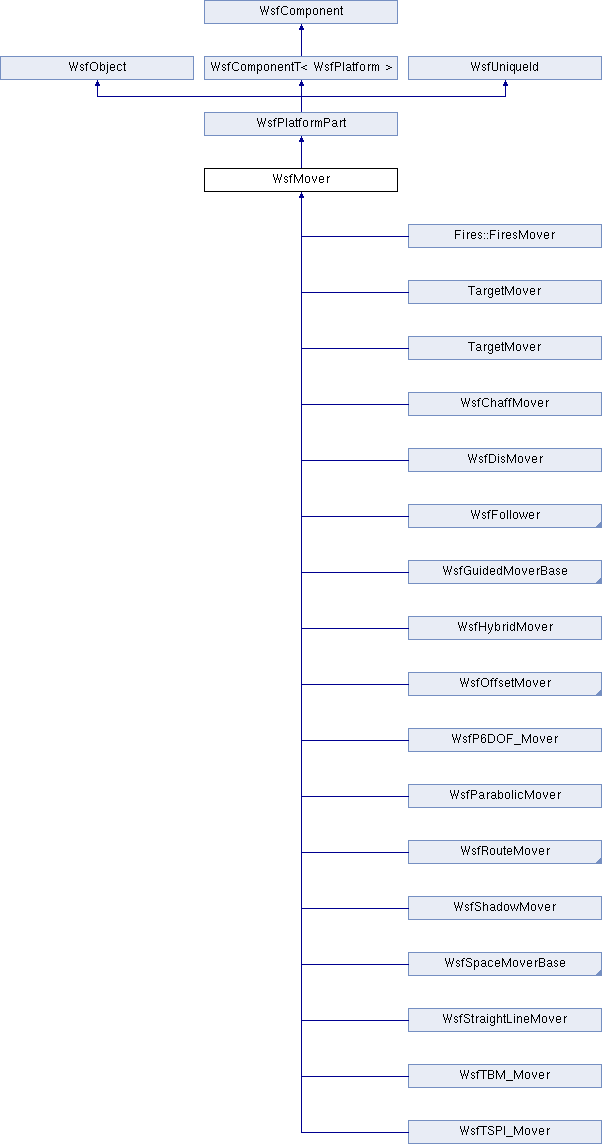 WsfComponent
WsfObject
WsfComponentT< WsfPlatform >
WsfUniqueId
WsfPlatformPart
WsfMover
Fires::FiresMover
TargetMover
TargetMover
WsfChaffMover
WsfDisMover
WsfFollower
WsfGuidedMoverBase
WsfHybridMover
WsfOffsetMover
WsfP6DOF_Mover
WsfParabolicMover
WsfRouteMover
WsfShadowMover
WsfSpaceMoverBase
WsfStraightLineMover
WsfTBM_Mover
WsfTSPI_Mover